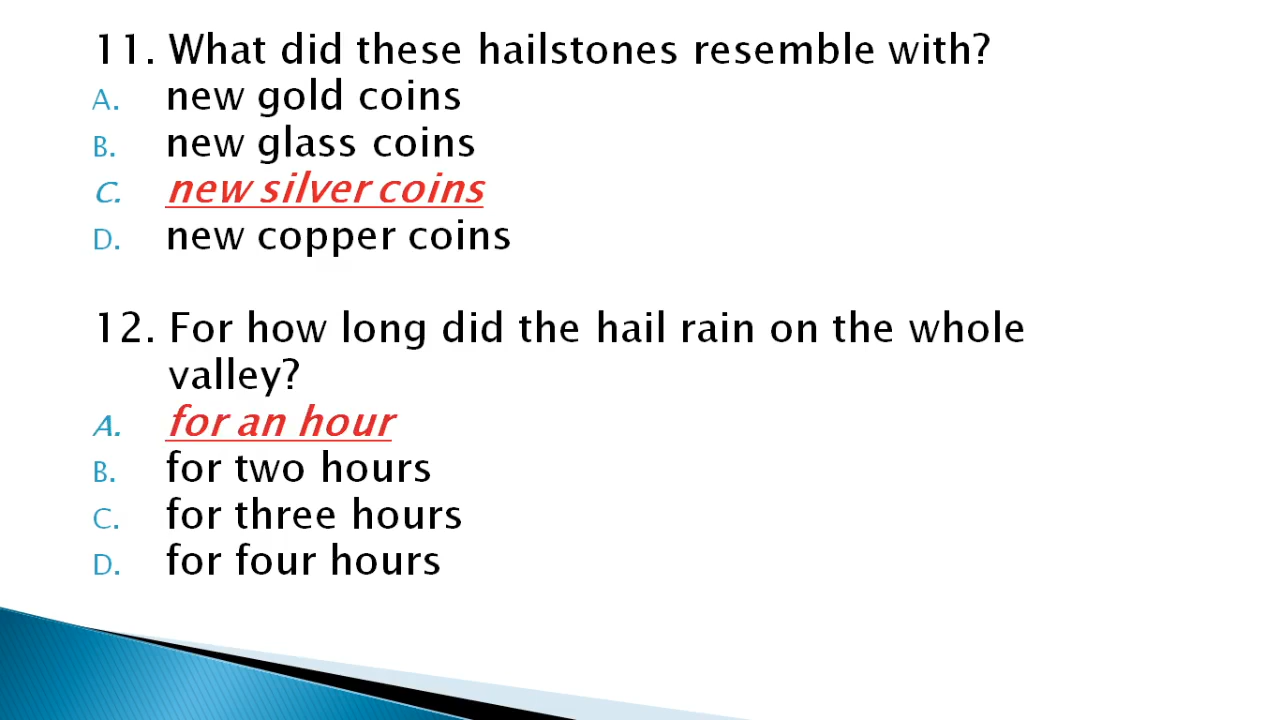 11. What did these hailstones resemble with?
A. new gold coins
B. new glass coins
C. new silver coins
D. new copper coins
12. For how long did the hail rain on the whole
valley?
A. for an hour
B. for two hours
C. for three hours
D. for four hours